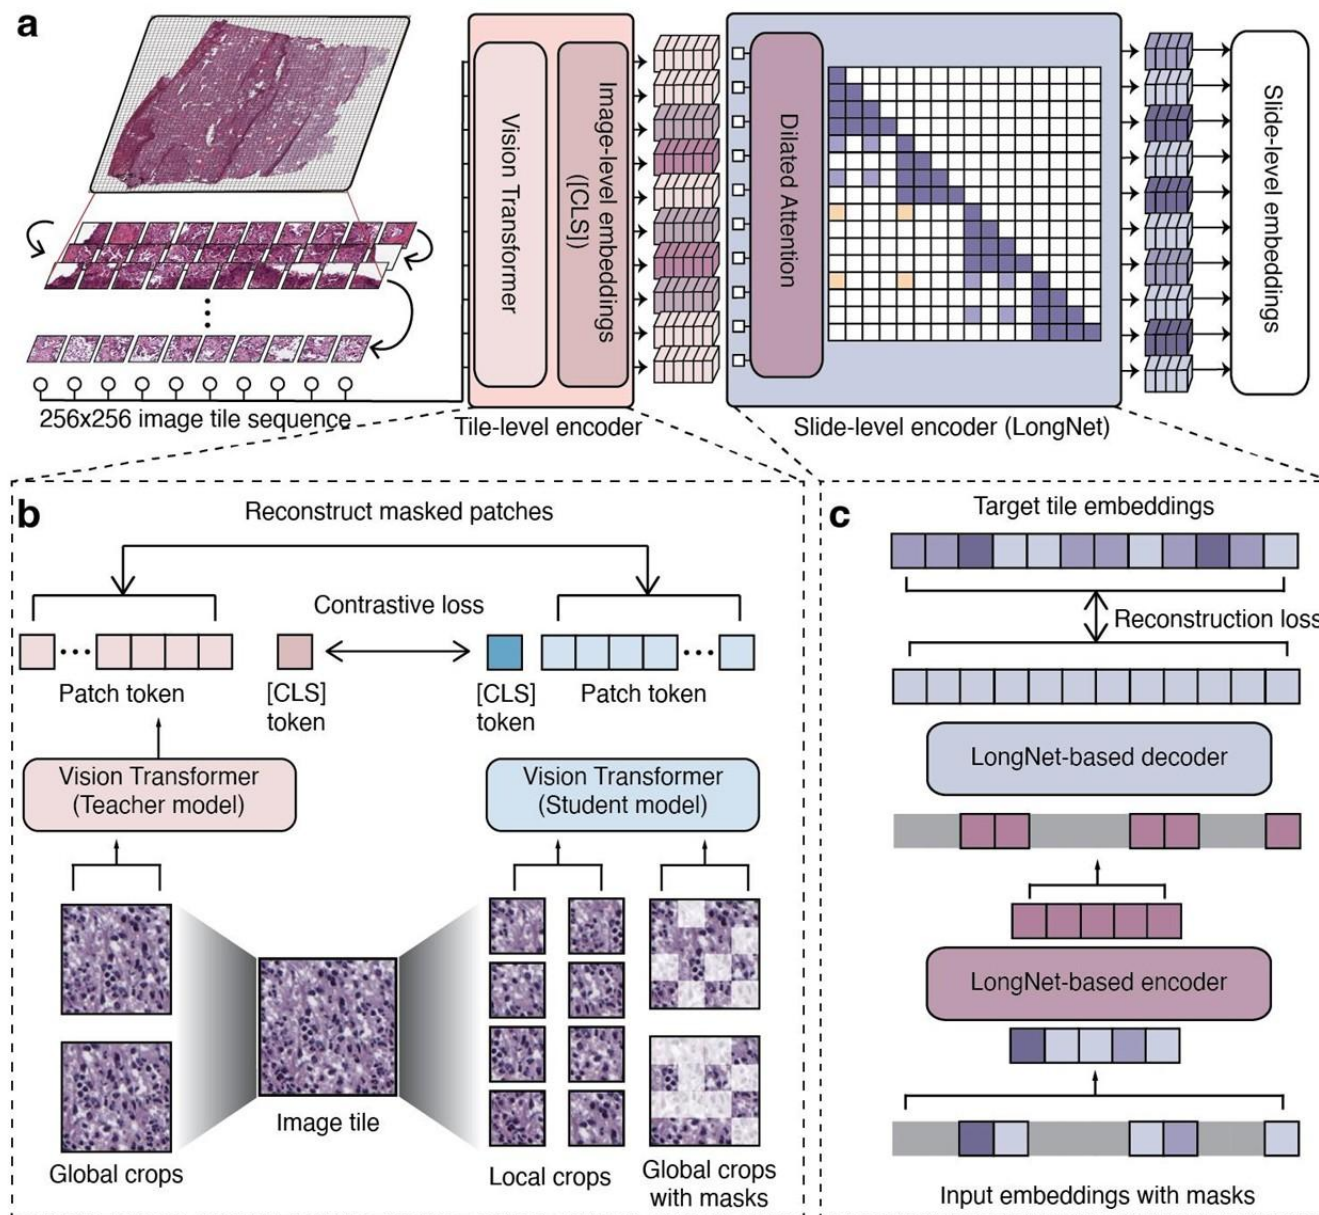 a
256x256 image tile sequence
Vision Transformer
Image-level embeddings
([CLS])
Tile-level encoder
Dilated Attention
Slide-level encoder (LongNet)
Slide-level embeddings
b
Reconstruct masked patches
Contrastive loss
Patch token
[CLS]
token
[CLS]
token
Patch token
Vision Transformer
(Teacher model)
Vision Transformer
(Student model)
Image tile
Global crops
Local crops
Global crops
with masks
c
Target tile embeddings
Reconstruction loss
LongNet-based decoder
LongNet-based encoder
Input embeddings with masks